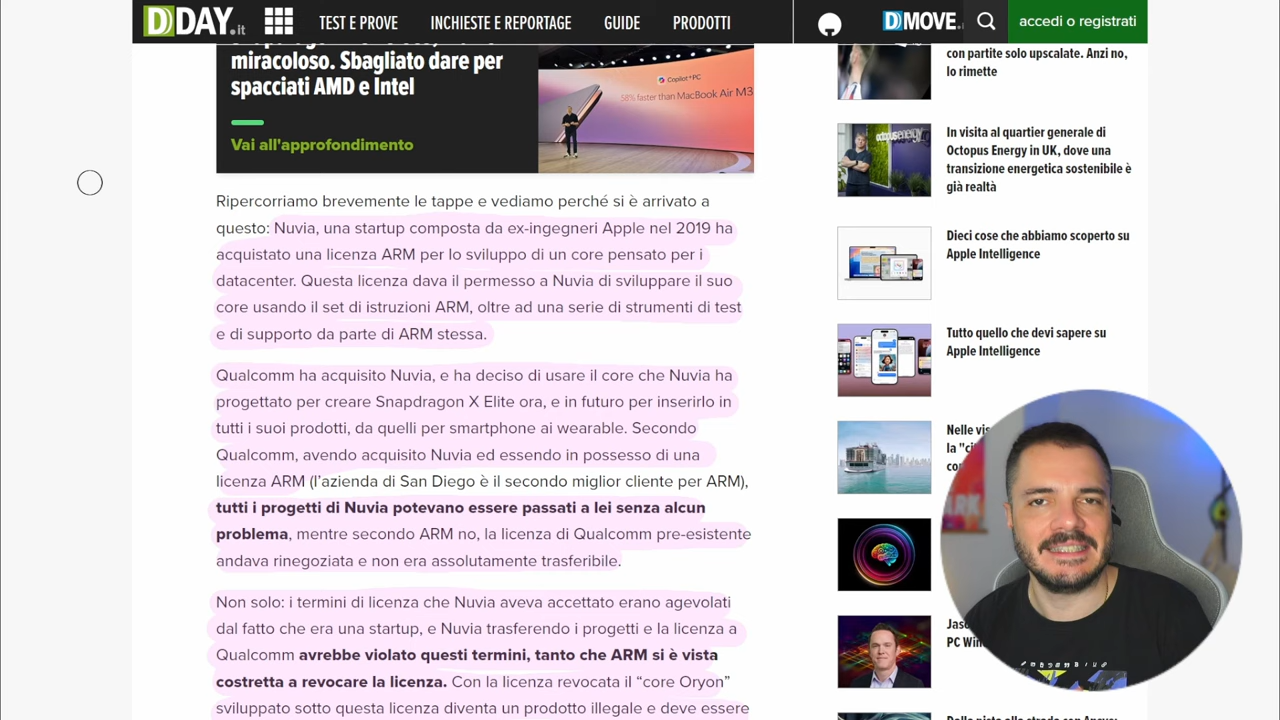 DDAY.it
TEST E PROVE
INCHIESTE E REPORTAGE
GUIDE
PRODOTTI
DMOVE.
accedi o registrati
miracoloso. Sbagliato dare per
spacciati AMD e Intel
Vai all'approfondimento
Copilot+PC
58% faster than MacBook Air M3
Ripercorriamo brevemente le tappe e vediamo perché si è arrivato a
questo: Nuvia, una startup composta da ex-ingegneri Apple nel 2019 ha
acquistato una licenza ARM per lo sviluppo di un core pensato per i
datacenter. Questa licenza dava il permesso a Nuvia di sviluppare il suo
core usando il set di istruzioni ARM, oltre ad una serie di strumenti di test
e di supporto da parte di ARM stessa.
Qualcomm ha acquisito Nuvia, e ha deciso di usare il core che Nuvia ha
progettato per creare Snapdragon X Elite ora, e in futuro per inserirlo in
tutti i suoi prodotti, da quelli per smartphone ai wearable. Secondo
Qualcomm, avendo acquisito Nuvia ed essendo in possesso di una
licenza ARM (l'azienda di San Diego è il secondo miglior cliente per ARM),
tutti i progetti di Nuvia potevano essere passati a lei senza alcun
problema, mentre secondo ARM no, la licenza di Qualcomm pre-esistente
andava rinegoziata e non era assolutamente trasferibile.
Non solo: i termini di licenza che Nuvia aveva accettato erano agevolati
dal fatto che era una startup, e Nuvia trasferendo i progetti e la licenza a
Qualcomm avrebbe violato questi termini, tanto che ARM si è vista
costretta a revocare la licenza. Con la licenza revocata il “core Oryon”
sviluppato sotto questa licenza diventa un prodotto illegale e deve essere
con partite solo upscalate. Anzi no,
lo rimette
In visita al quartier generale di
Octopus Energy in UK, dove una
transizione energetica sostenibile è
già realtà
Dieci cose che abbiamo scoperto su
Apple Intelligence
Tutto quello che devi sapere su
Apple Intelligence
Nelle
la "ci
PC